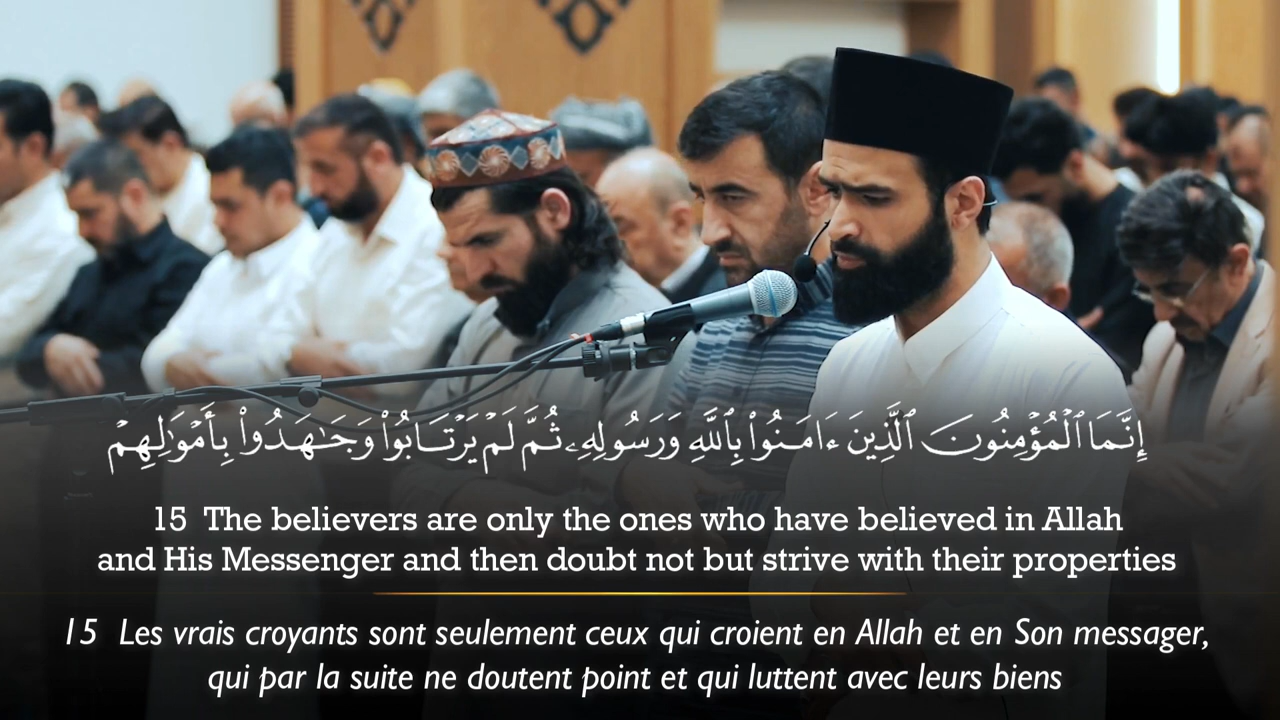 إِنَّمَا ٱلْمُؤْمِنُونَ ٱلَّذِينَ ءَامَنُوا۟ بِٱللَّهِ وَرَسُولِهِۦ ثُمَّ لَمْ يَرْتَابُوا۟ وَجَـٰهَدُوا۟ بِأَمْوَٰلِهِمْ
15 The believers are only the ones who have believed in Allah
and His Messenger and then doubt not but strive with their properties
15 Les vrais croyants sont seulement ceux qui croient en Allah et en Son messager,
qui par la suite ne doutent point et qui luttent avec leurs biens